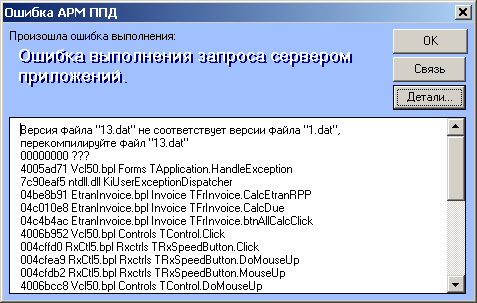 Ошибка АРМ ППД
Произошла ошибка выполнения:
Ошибка выполнения запроса сервером
приложений.
OK
Связь
Детали...
Версия файла "13.dat" не соответствует версии файла "1.dat",
перекомпилируйте файл "13.dat"
00000000 ???
4005ad71 Vcl50.bpl Forms TApplication.HandleException
7c90eaf5 ntdll.dll KiUserExceptionDispatcher
04be8b91 EtranInvoice.bpl Invoice TFrInvoice.CalcEtranRPP
04c010e8 EtranInvoice.bpl Invoice TFrInvoice.CalcDue
04c4b4ac EtranInvoice.bpl Invoice TFrInvoice.btnAllCalcClick
4006b952 Vcl50.bpl Controls TControl.Click
004cffd0 RxCtl5.bpl Rxctrls TRxSpeedButton.Click
004cfea9 RxCtl5.bpl Rxctrls TRxSpeedButton.DoMouseUp
004cfdb2 RxCtl5.bpl Rxctrls TRxSpeedButton.MouseUp
4006bcc8 Vcl50.bpl Controls TControl.DoMouseUp